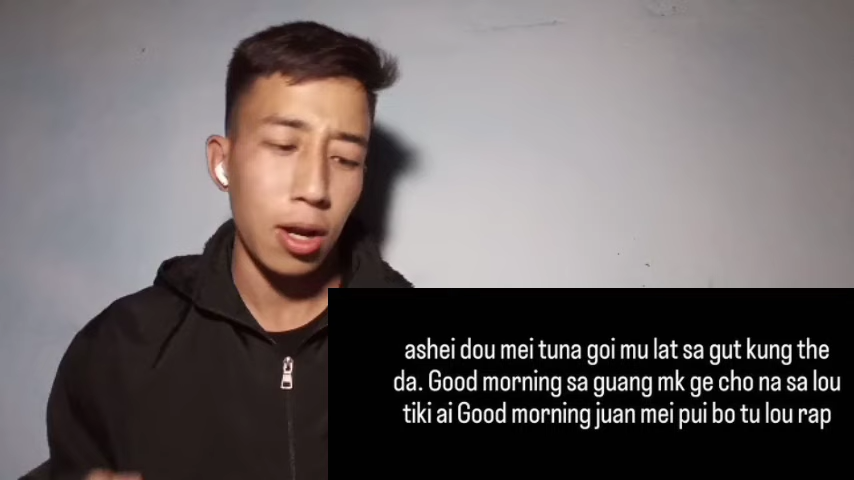 ashei dou mei tuna goi mu lat sa gut kung the
da. Good morning sa guang mk ge cho na sa lou
tiki ai Good morning juan mei pui bo tu lou rap